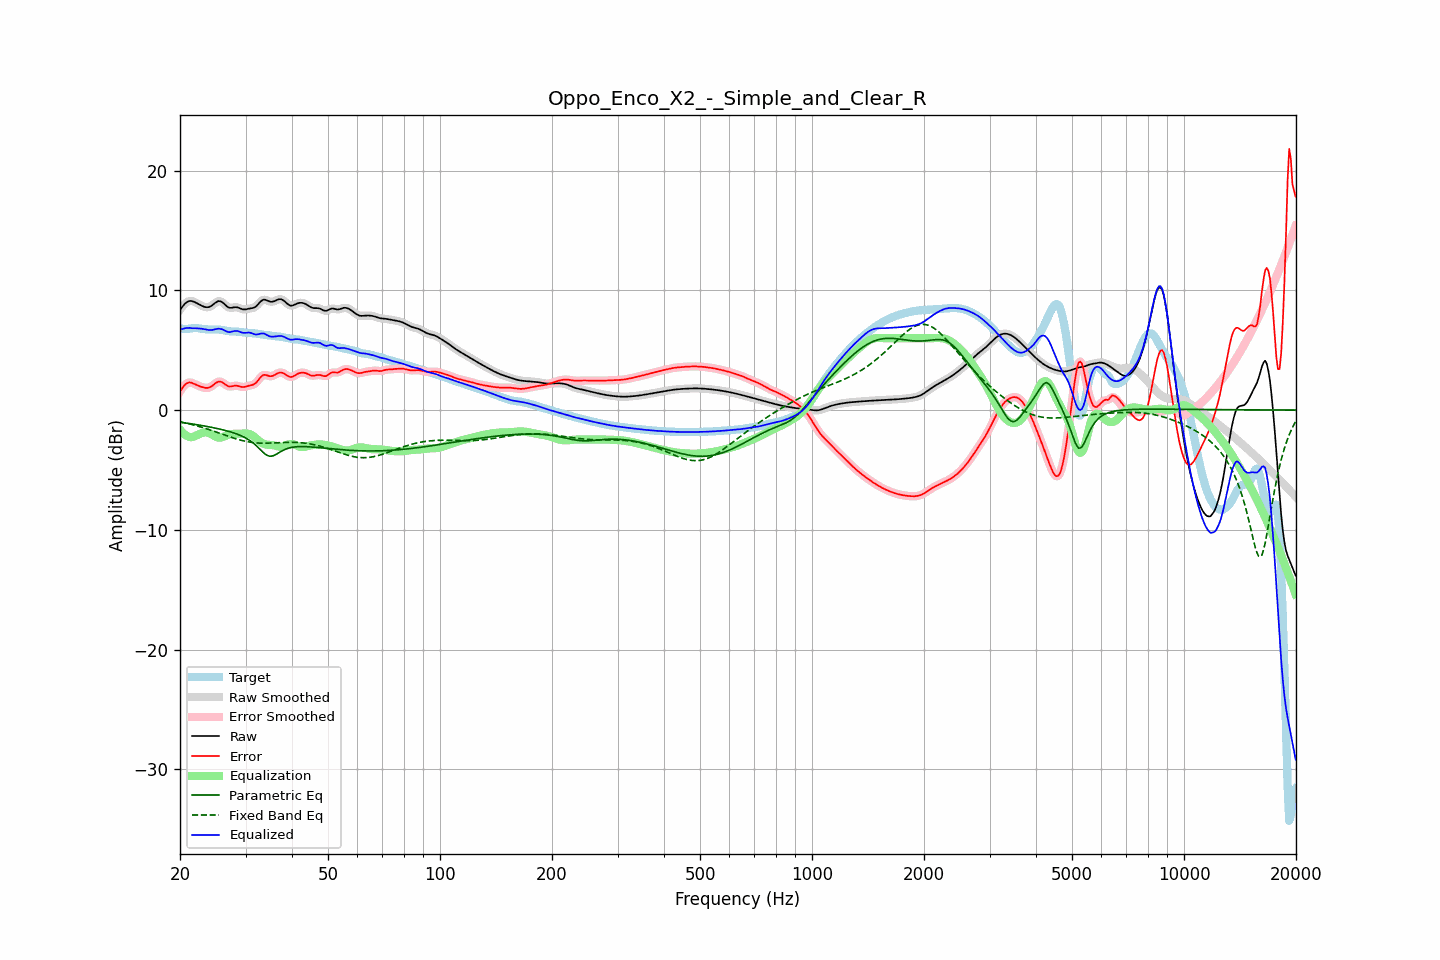 Oppo_Enco_X2_-_Simple_and_Clear_R
Amplitude (dBr)
20
10
0
−10
−20
−30
Target
Raw Smoothed
Error Smoothed
Raw
Error
Equalization
Parametric Eq
Fixed Band Eq
Equalized
20 50 100 200 500 1000 2000 5000 10000 20000
Frequency (Hz)